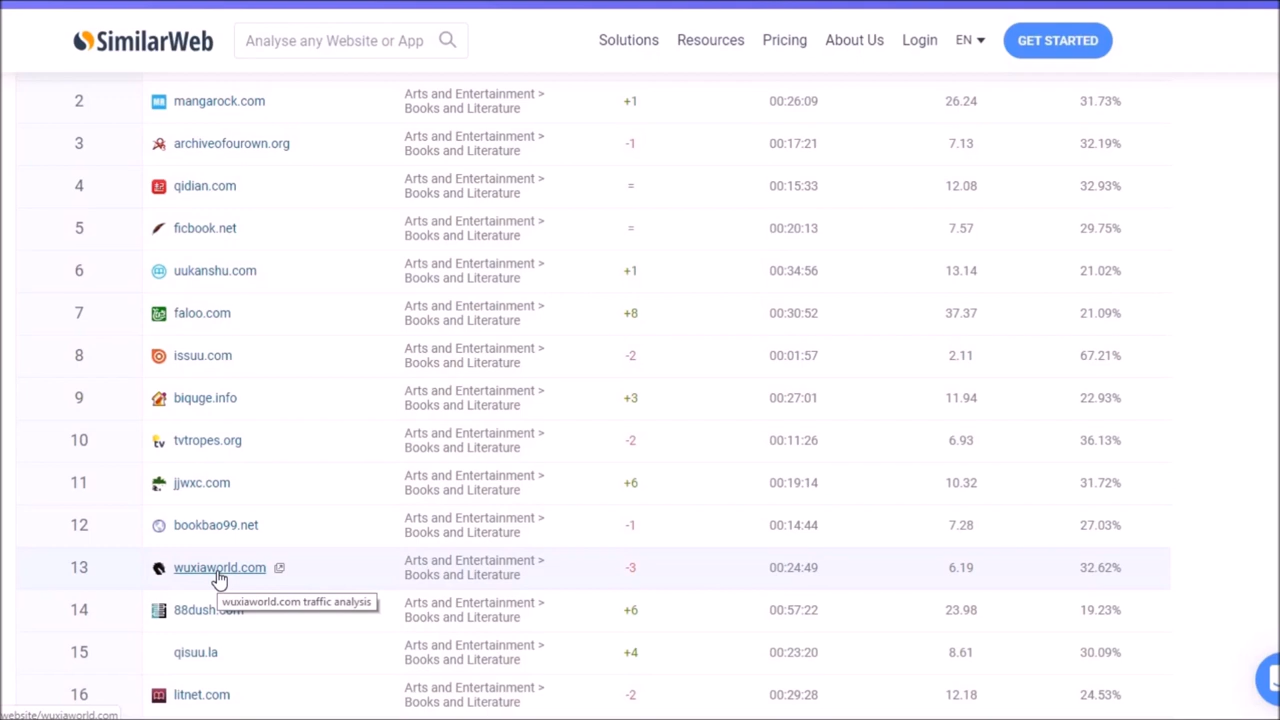 SimilarWeb Analyse any Website or App Solutions Resources Pricing About Us Login EN GET STARTED
2 mangarock.com Arts and Entertainment > +1 00:26:09 26.24 31.73%
Books and Literature
3 archiveofourown.org Arts and Entertainment > -1 00:17:21 7.13 32.19%
Books and Literature
4 qidian.com Arts and Entertainment > = 00:15:33 12.08 32.93%
Books and Literature
5 ficbook.net Arts and Entertainment > = 00:20:13 7.57 29.75%
Books and Literature
6 uukanshu.com Arts and Entertainment > +1 00:34:56 13.14 21.02%
Books and Literature
7 faloo.com Arts and Entertainment > +8 00:30:52 37.37 21.09%
Books and Literature
8 issuu.com Arts and Entertainment > -2 00:01:57 2.11 67.21%
Books and Literature
9 biquge.info Arts and Entertainment > +3 00:27:01 11.94 22.93%
Books and Literature
10 tvtropes.org Arts and Entertainment > -2 00:11:26 6.93 36.13%
Books and Literature
11 jjwxc.com Arts and Entertainment > +6 00:19:14 10.32 31.72%
Books and Literature
12 bookbao99.net Arts and Entertainment > -1 00:14:44 7.28 27.03%
Books and Literature
13 wuxiaworld.com Arts and Entertainment > -3 00:24:49 6.19 32.62%
Books and Literature
wuxiaworld.com traffic analysis
14 88dush.com Arts and Entertainment > +6 00:57:22 23.98 19.23%
Books and Literature
15 qisuu.la Arts and Entertainment > +4 00:23:20 8.61 30.09%
Books and Literature
16 litnet.com Arts and Entertainment > -2 00:29:28 12.18 24.53%
Books and Literature
website/wuxiaworld.com